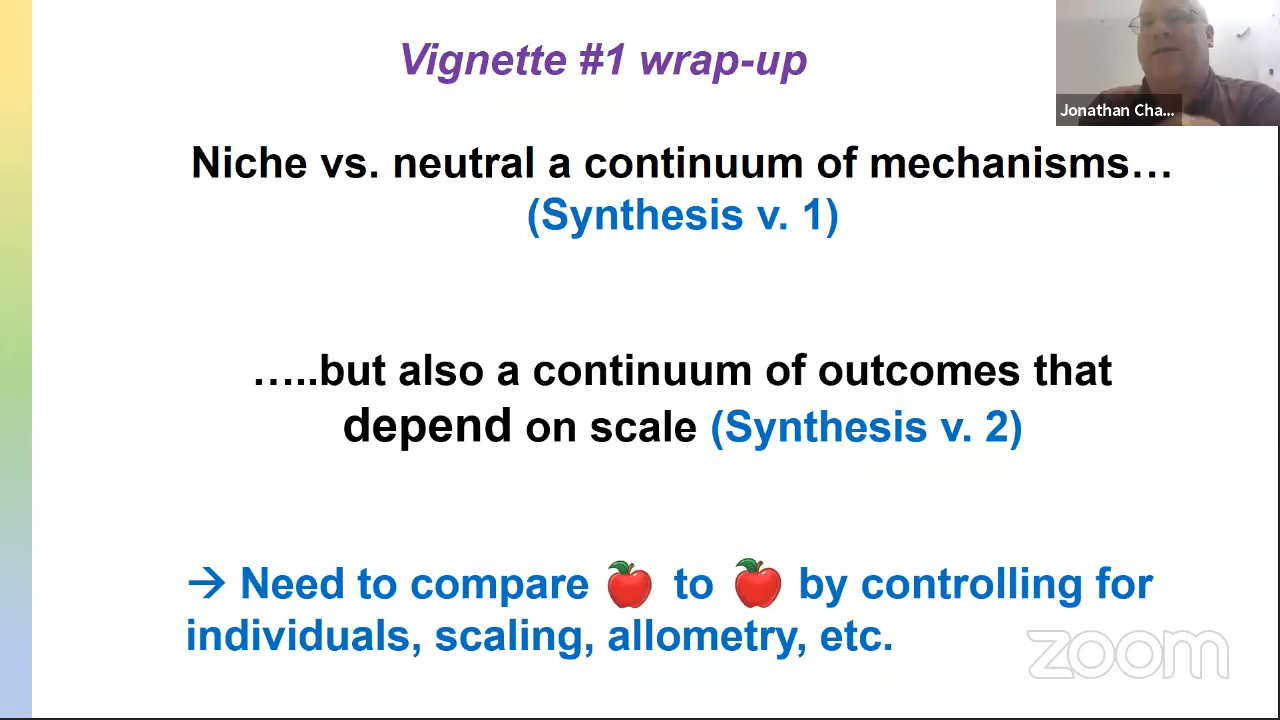 Vignette #1 wrap-up
Jonathan Cha...
Niche vs. neutral a continuum of mechanisms…
(Synthesis v. 1)
…..but also a continuum of outcomes that
depend on scale (Synthesis v. 2)
→ Need to compare 🍎 to 🍎 by controlling for
individuals, scaling, allometry, etc.
zoom